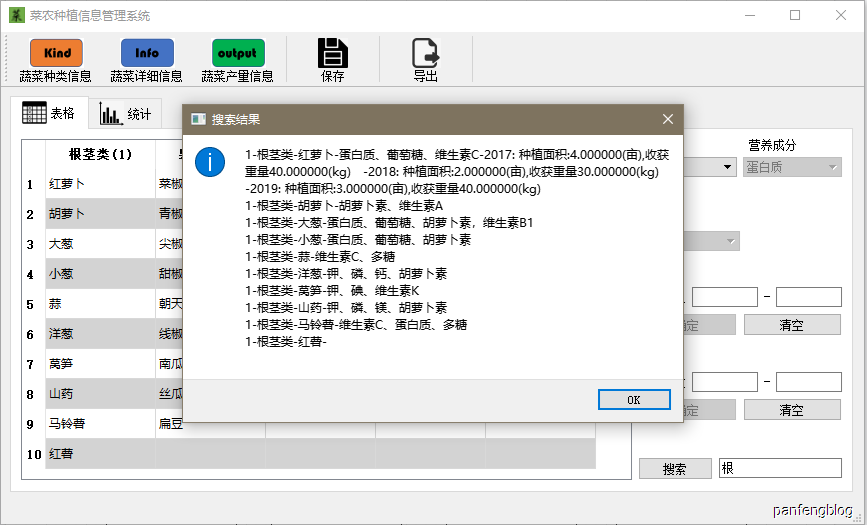 菜农种植信息管理系统
Kind Info output
蔬菜种类信息 蔬菜详细信息 蔬菜产量信息 保存 导出
表格 统计
搜索结果
1-根茎类-红萝卜-蛋白质、葡萄糖、维生素C-2017: 种植面积:4.000000(亩),收获
重量40.000000(kg) -2018: 种植面积:2.000000(亩),收获重量30.000000(kg)
-2019: 种植面积:3.000000(亩),收获重量40.000000(kg)
1-根茎类-胡萝卜-胡萝卜素、维生素A
1-根茎类-大葱-蛋白质、葡萄糖、胡萝卜素，维生素B1
1-根茎类-小葱-蛋白质、葡萄糖、胡萝卜素
1-根茎类-蒜-维生素C、多糖
1-根茎类-洋葱-钾、磷、钙、胡萝卜素
1-根茎类-莴笋-钾、碘、维生素K
1-根茎类-山药-钾、磷、镁、胡萝卜素
1-根茎类-马铃薯-维生素C、蛋白质、多糖
1-根茎类-红薯-
OK
根茎类(1)
1 红萝卜 菜椒
2 胡萝卜 青椒
3 大葱 尖椒
4 小葱 甜椒
5 蒜 朝天
6 洋葱 线椒
7 莴笋 南瓜
8 山药 丝瓜
9 马铃薯 扁豆
10 红薯
营养成分
蛋白质
-
定 清空
-
定 清空
搜索 根
panfengblog